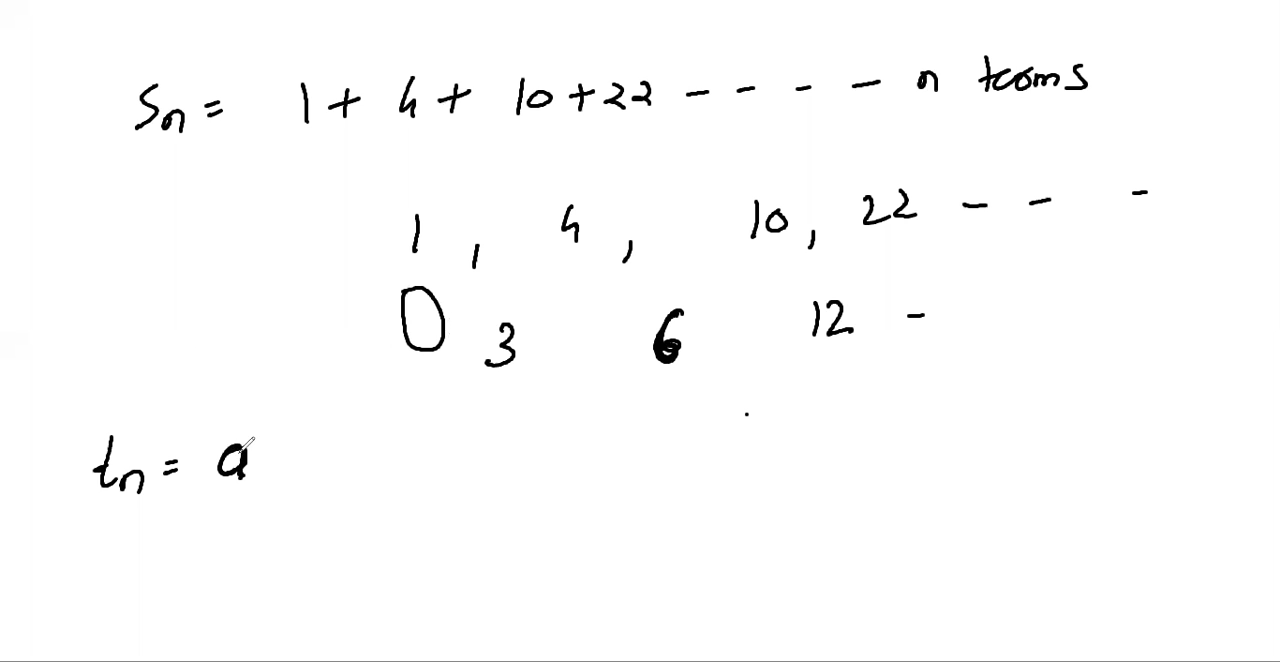 Sn = 1 + 4 + 10 + 22 - - - - n terms
1 , 4 , 10 , 22 - - -
0 3 6 12 -
tn = a